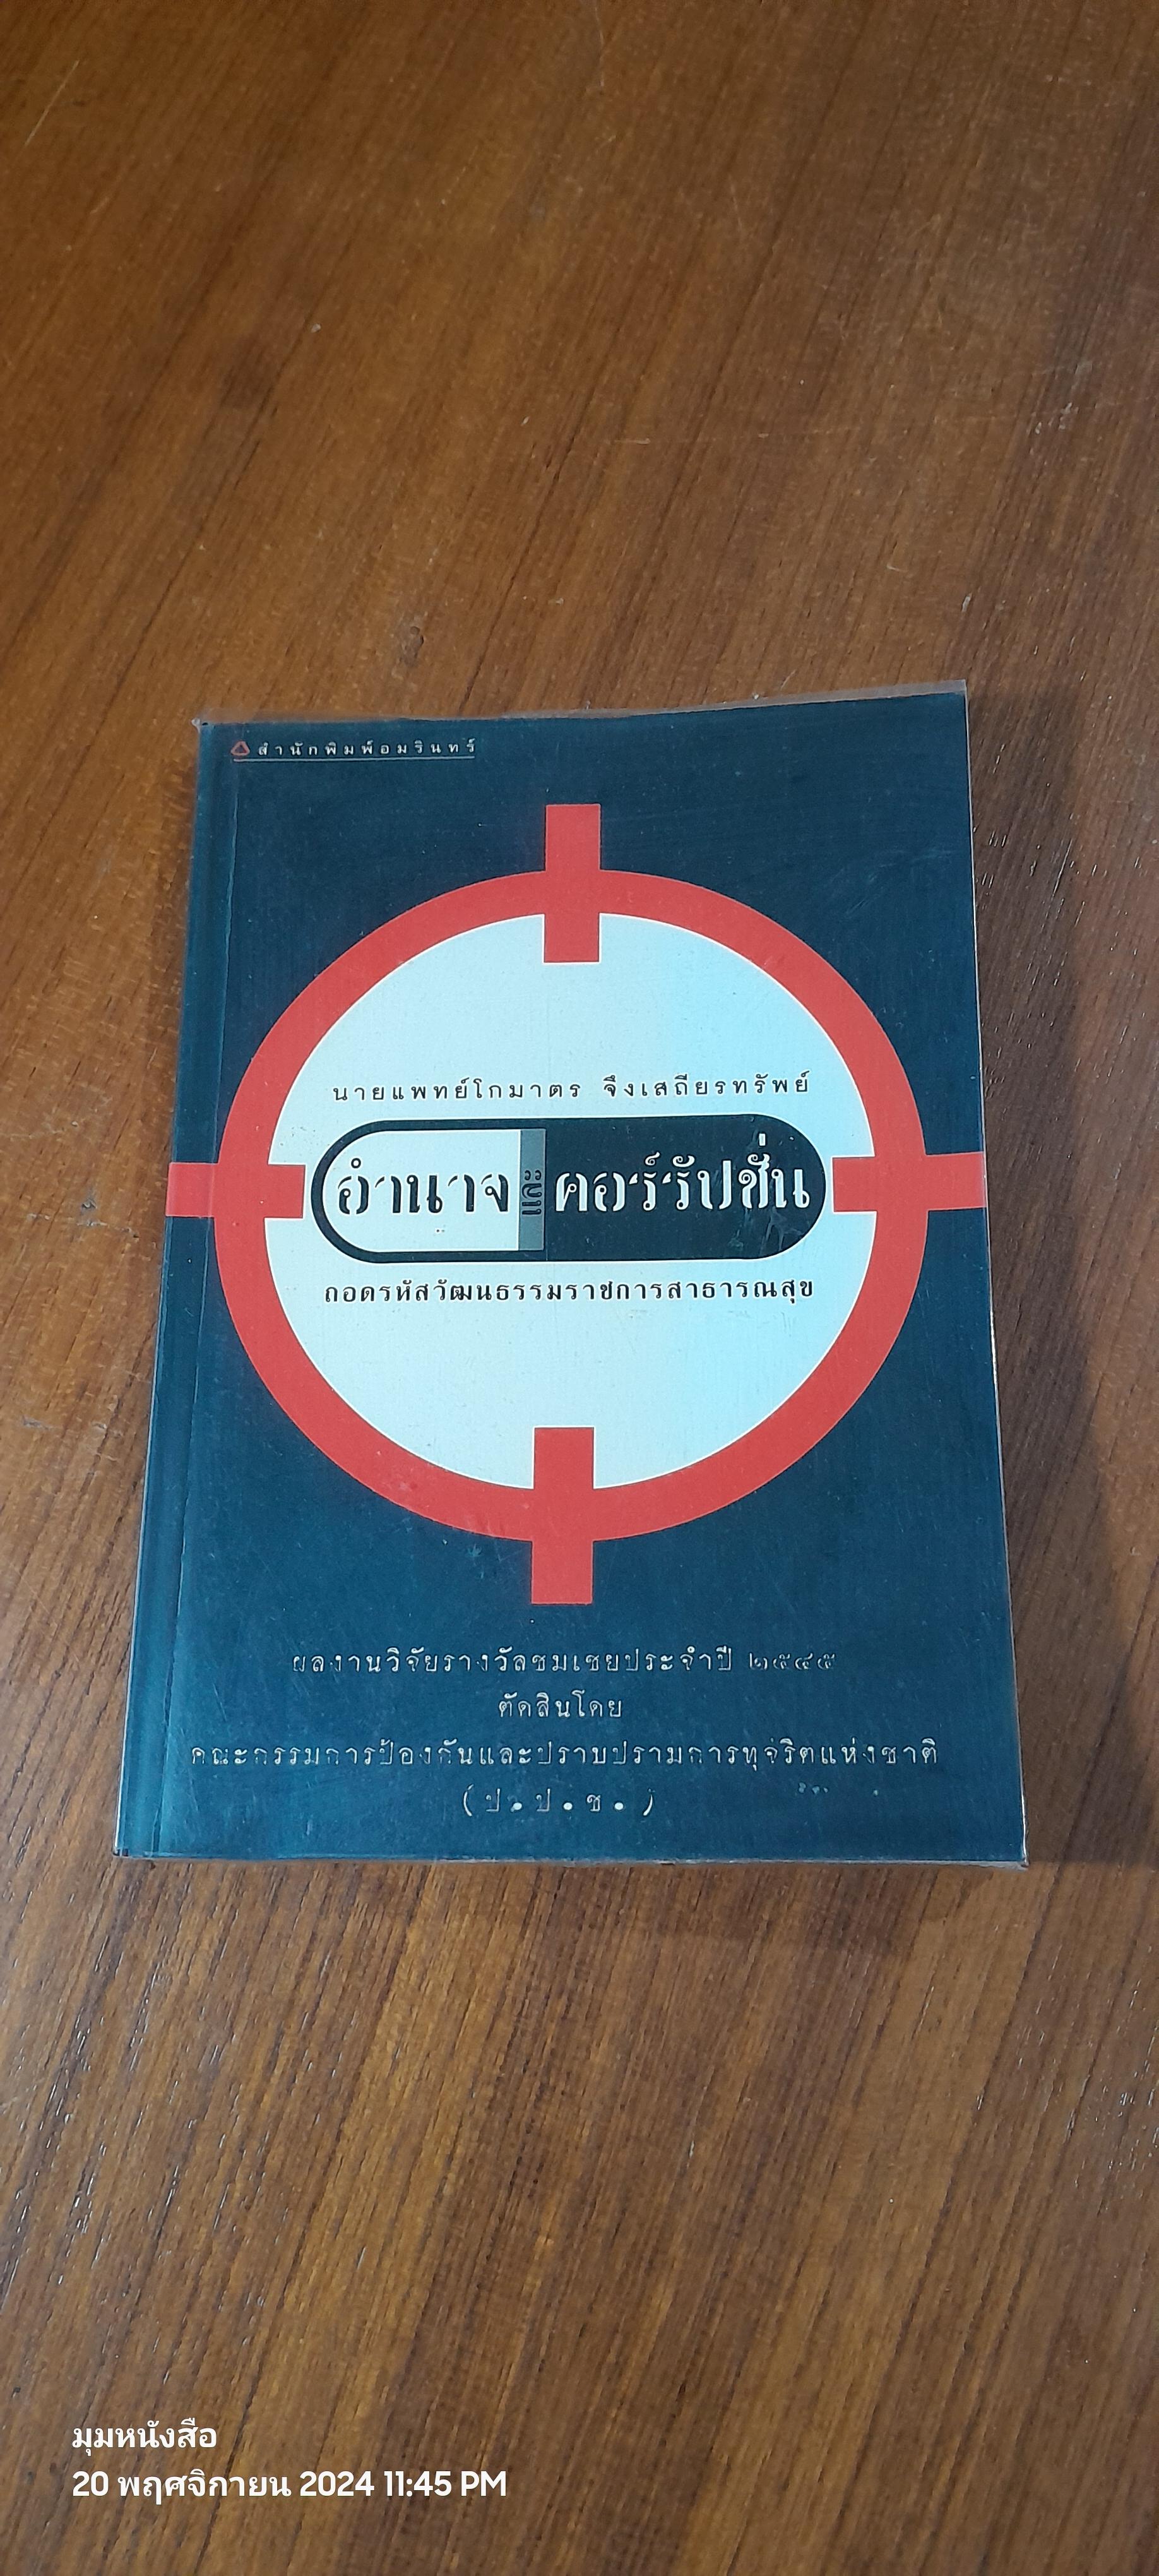 สำนักพิมพ์อมรินทร์
นายแพทย์โกมาตร จึงเสถียรทรัพย์
อำนาจและคอร์รัปชั่น
ถอดรหัสวัฒนธรรมราชการสาธารณสุข
ผลงานวิจัยรางวัลชมเชยประจำปี ๒๕๔๕
ตัดสินโดย
คณะกรรมการป้องกันและปราบปรามการทุจริตแห่งชาติ
(ป.ป.ช.)
มุมหนังสือ
20 พฤศจิกายน 2024 11:45 PM